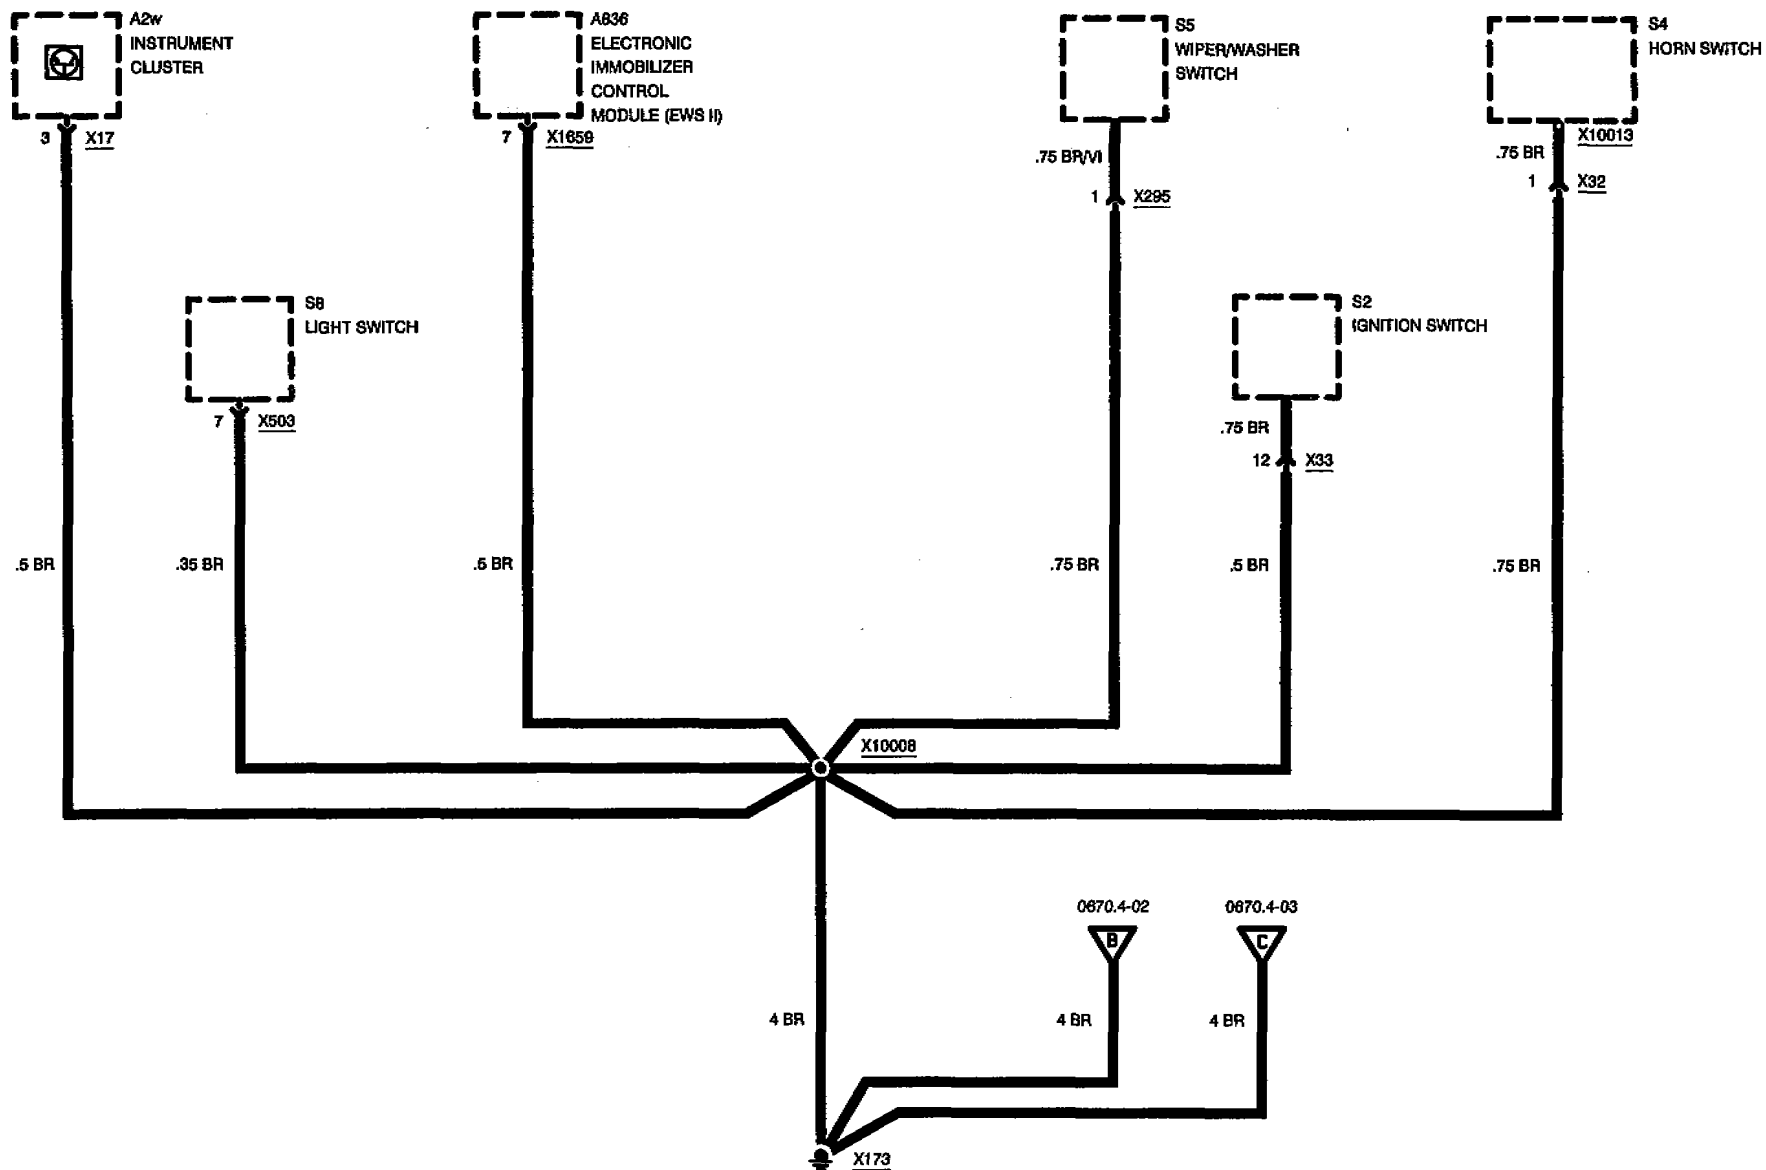 A2w
INSTRUMENT
CLUSTER
3 X17
A836
ELECTRONIC
IMMOBILIZER
CONTROL
MODULE (EWS II)
7 X1659
S5
WIPER/WASHER
SWITCH
.75 BR/VI
1 X295
S4
HORN SWITCH
X10013
.75 BR
1 X32
S8
LIGHT SWITCH
7 X503
S2
IGNITION SWITCH
.75 BR
12 X33
.5 BR
.35 BR
.5 BR
.75 BR
.5 BR
.75 BR
X10008
0670.4-02
0670.4-03
B
C
4 BR
4 BR
4 BR
X173